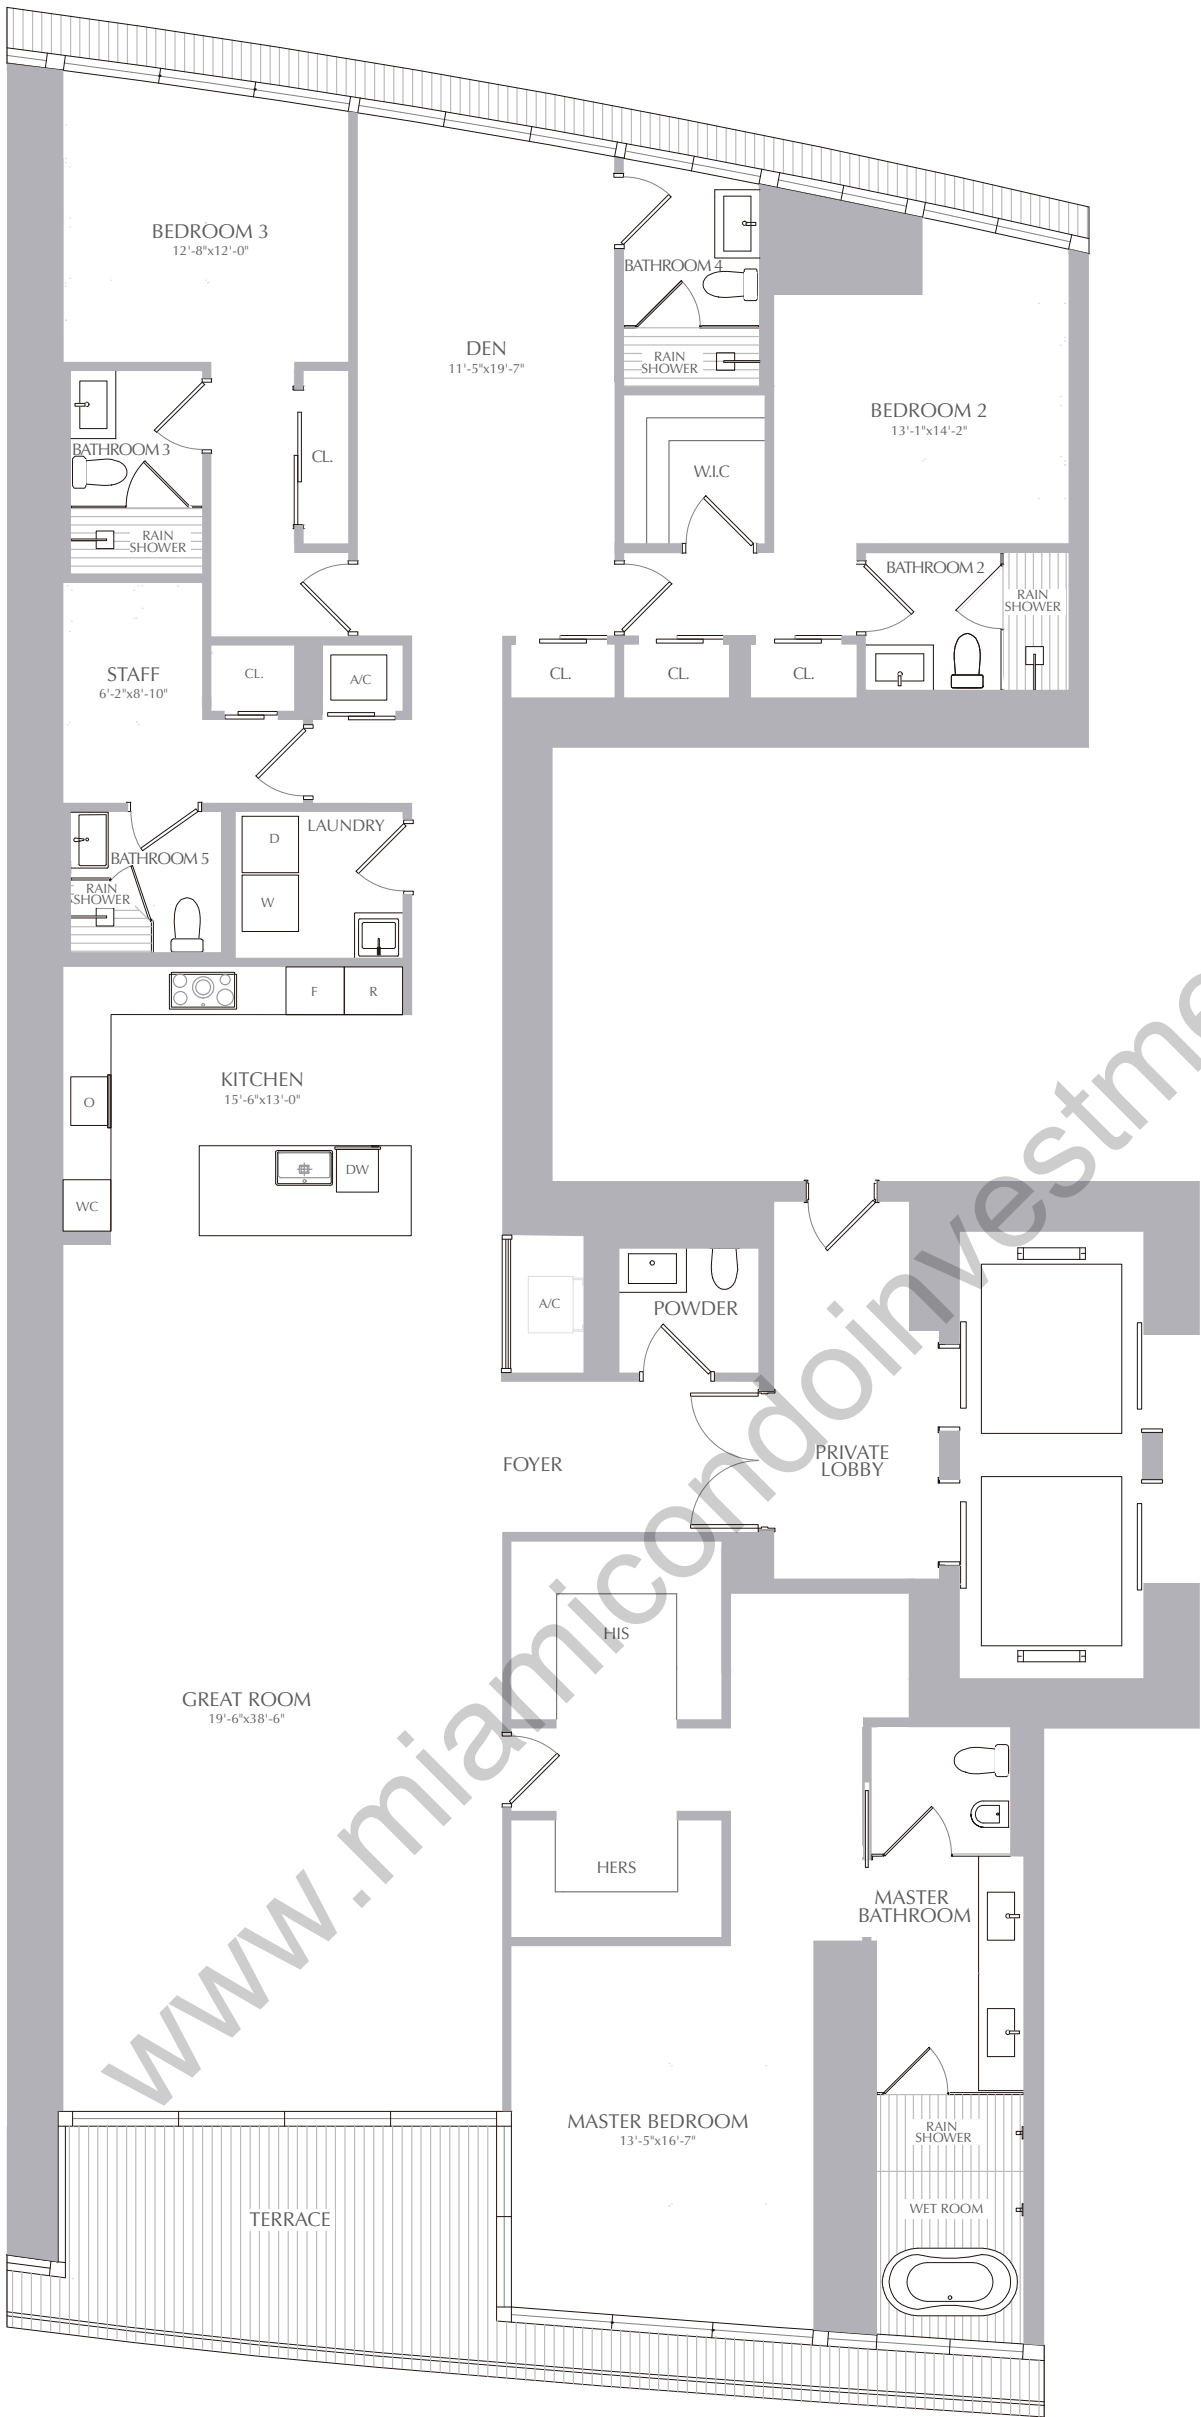 BEDROOM 3
12'-8"x12'-0"
BATHROOM 4
RAIN
SHOWER
DEN
11'-5"x19'-7"
BEDROOM 2
13'-1"x14'-2"
BATHROOM 3
CL.
W.I.C
RAIN
SHOWER
BATHROOM 2
RAIN
SHOWER
STAFF
6'-2"x8'-10"
CL.
A/C
CL.
CL.
CL.
D
LAUNDRY
BATHROOM 5
RAIN
SHOWER
W
F
R
KITCHEN
15'-6"x13'-0"
O
DW
WC
A/C
POWDER
FOYER
PRIVATE
LOBBY
HIS
GREAT ROOM
19'-6"x38'-6"
HERS
MASTER
BATHROOM
MASTER BEDROOM
13'-5"x16'-7"
RAIN
SHOWER
WET ROOM
TERRACE
www.miamicondoinvestme